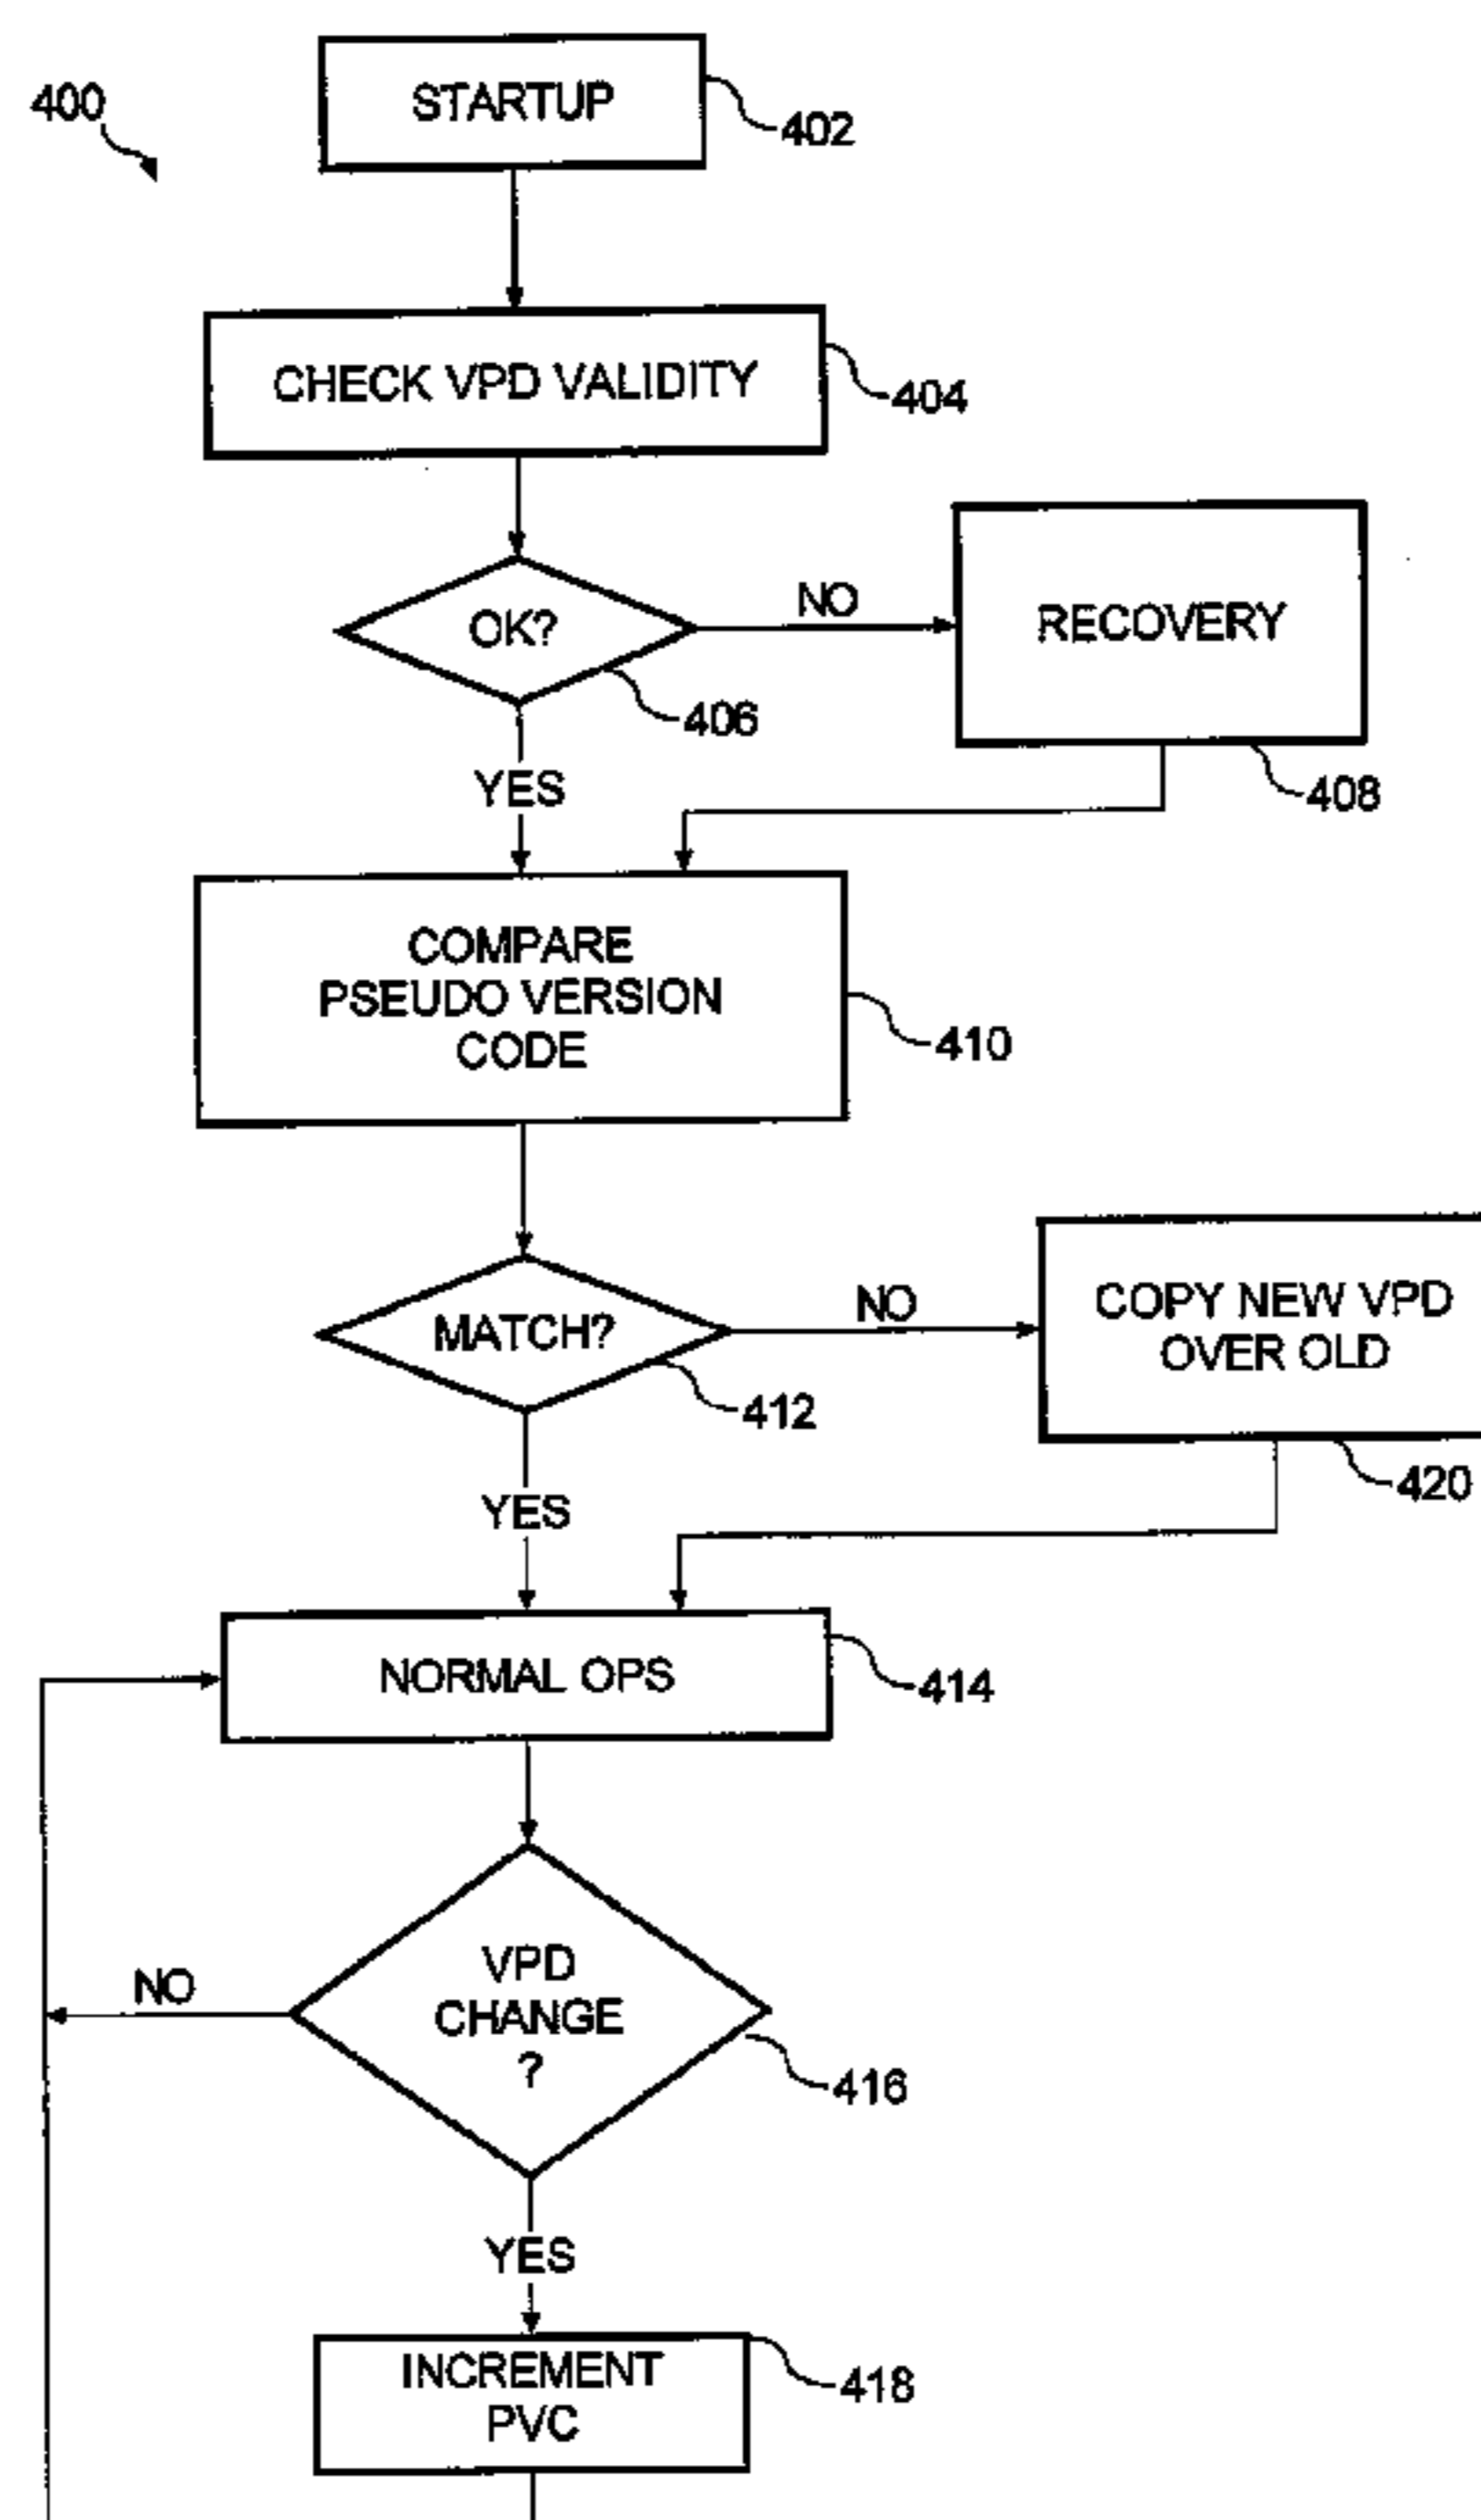 400
STARTUP
402
CHECK VPD VALIDITY
404
OK?
NO
RECOVERY
406
YES
408
COMPARE
PSEUDO VERSION
CODE
410
MATCH?
NO
COPY NEW VPD
OVER OLD
412
420
YES
NORMAL OPS
414
VPD
CHANGE
?
NO
416
YES
INCREMENT
PVC
418